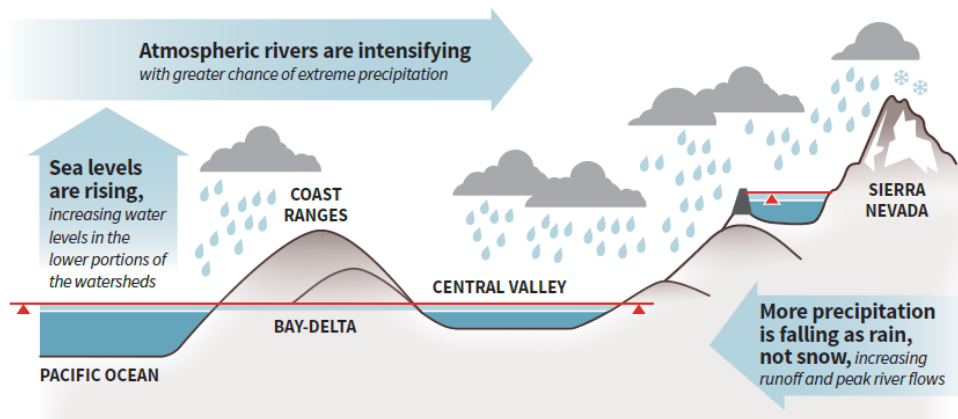 Atmospheric rivers are intensifying
with greater chance of extreme precipitation
Sea levels
are rising,
increasing water
levels in the
lower portions of
the watersheds
COAST
RANGES
SIERRA
NEVADA
CENTRAL VALLEY
BAY-DELTA
PACIFIC OCEAN
More precipitation
is falling as rain,
not snow, increasing
runoff and peak river flows